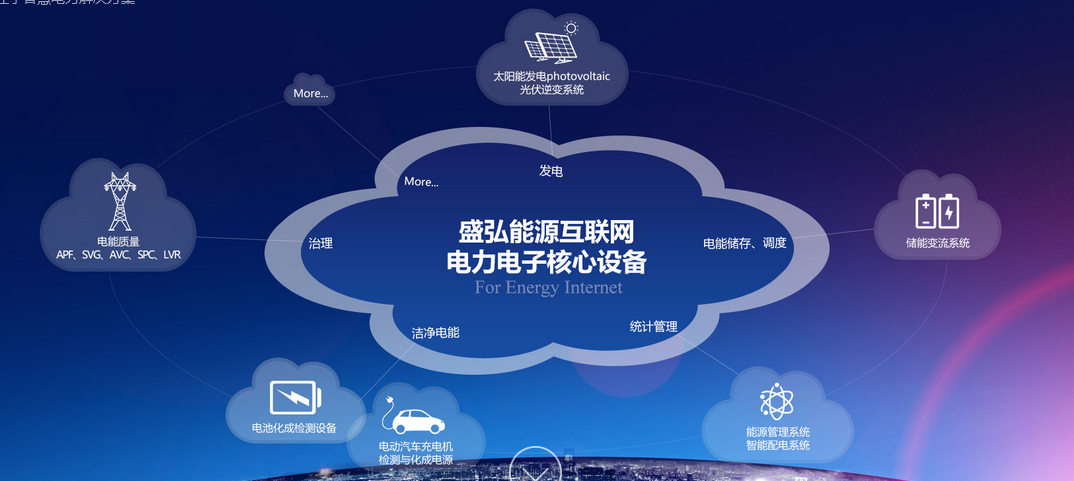 太阳能发电photovoltaic
光伏逆变系统
More...
发电
More...
电能质量
APF、SVG、AVC、SPC、LVR
治理
盛弘能源互联网
电力电子核心设备
For Energy Internet
电能储存、调度
储能变流系统
洁净电能
统计管理
电池化成检测设备
电动汽车充电机
检测与化成电源
能源管理系统
智能配电系统